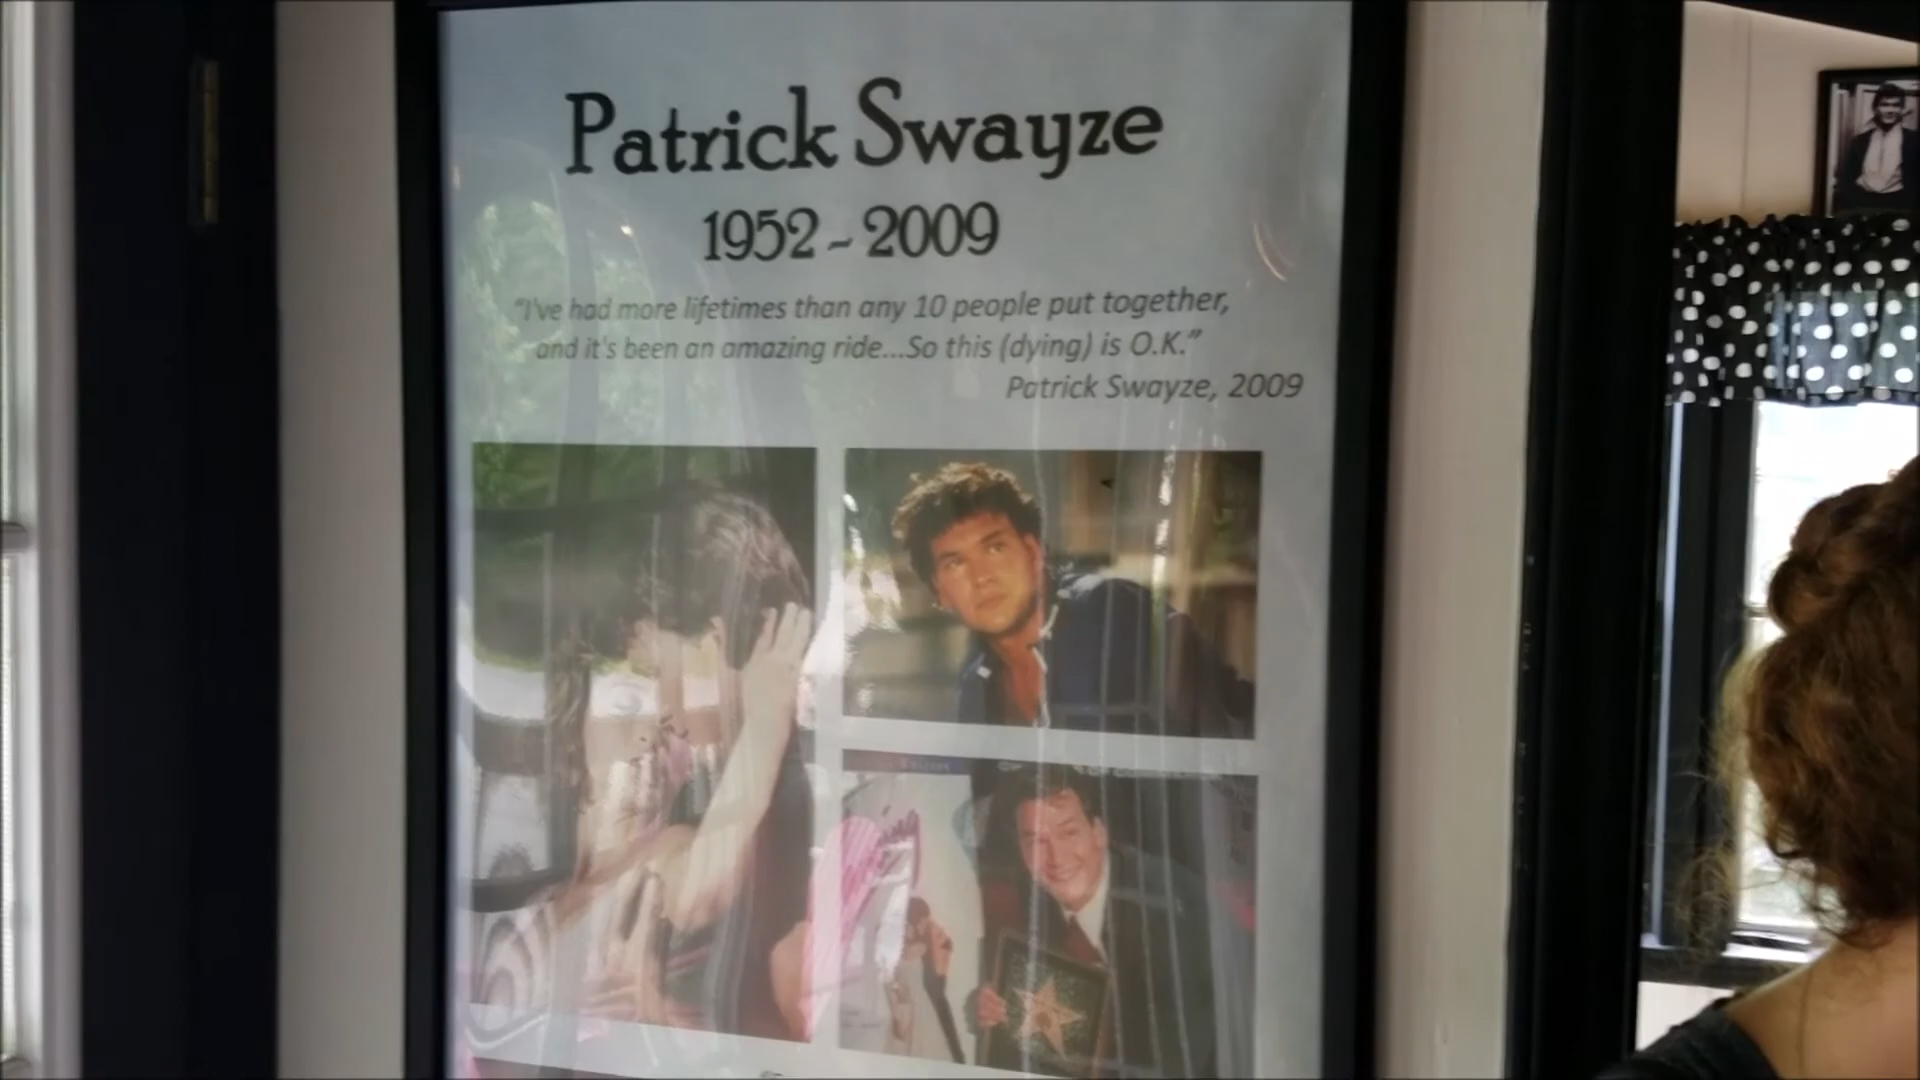 Patrick Swayze
1952 - 2009
"I've had more lifetimes than any 10 people put together,
and it's been an amazing ride...So this (dying) is O.K."
Patrick Swayze, 2009